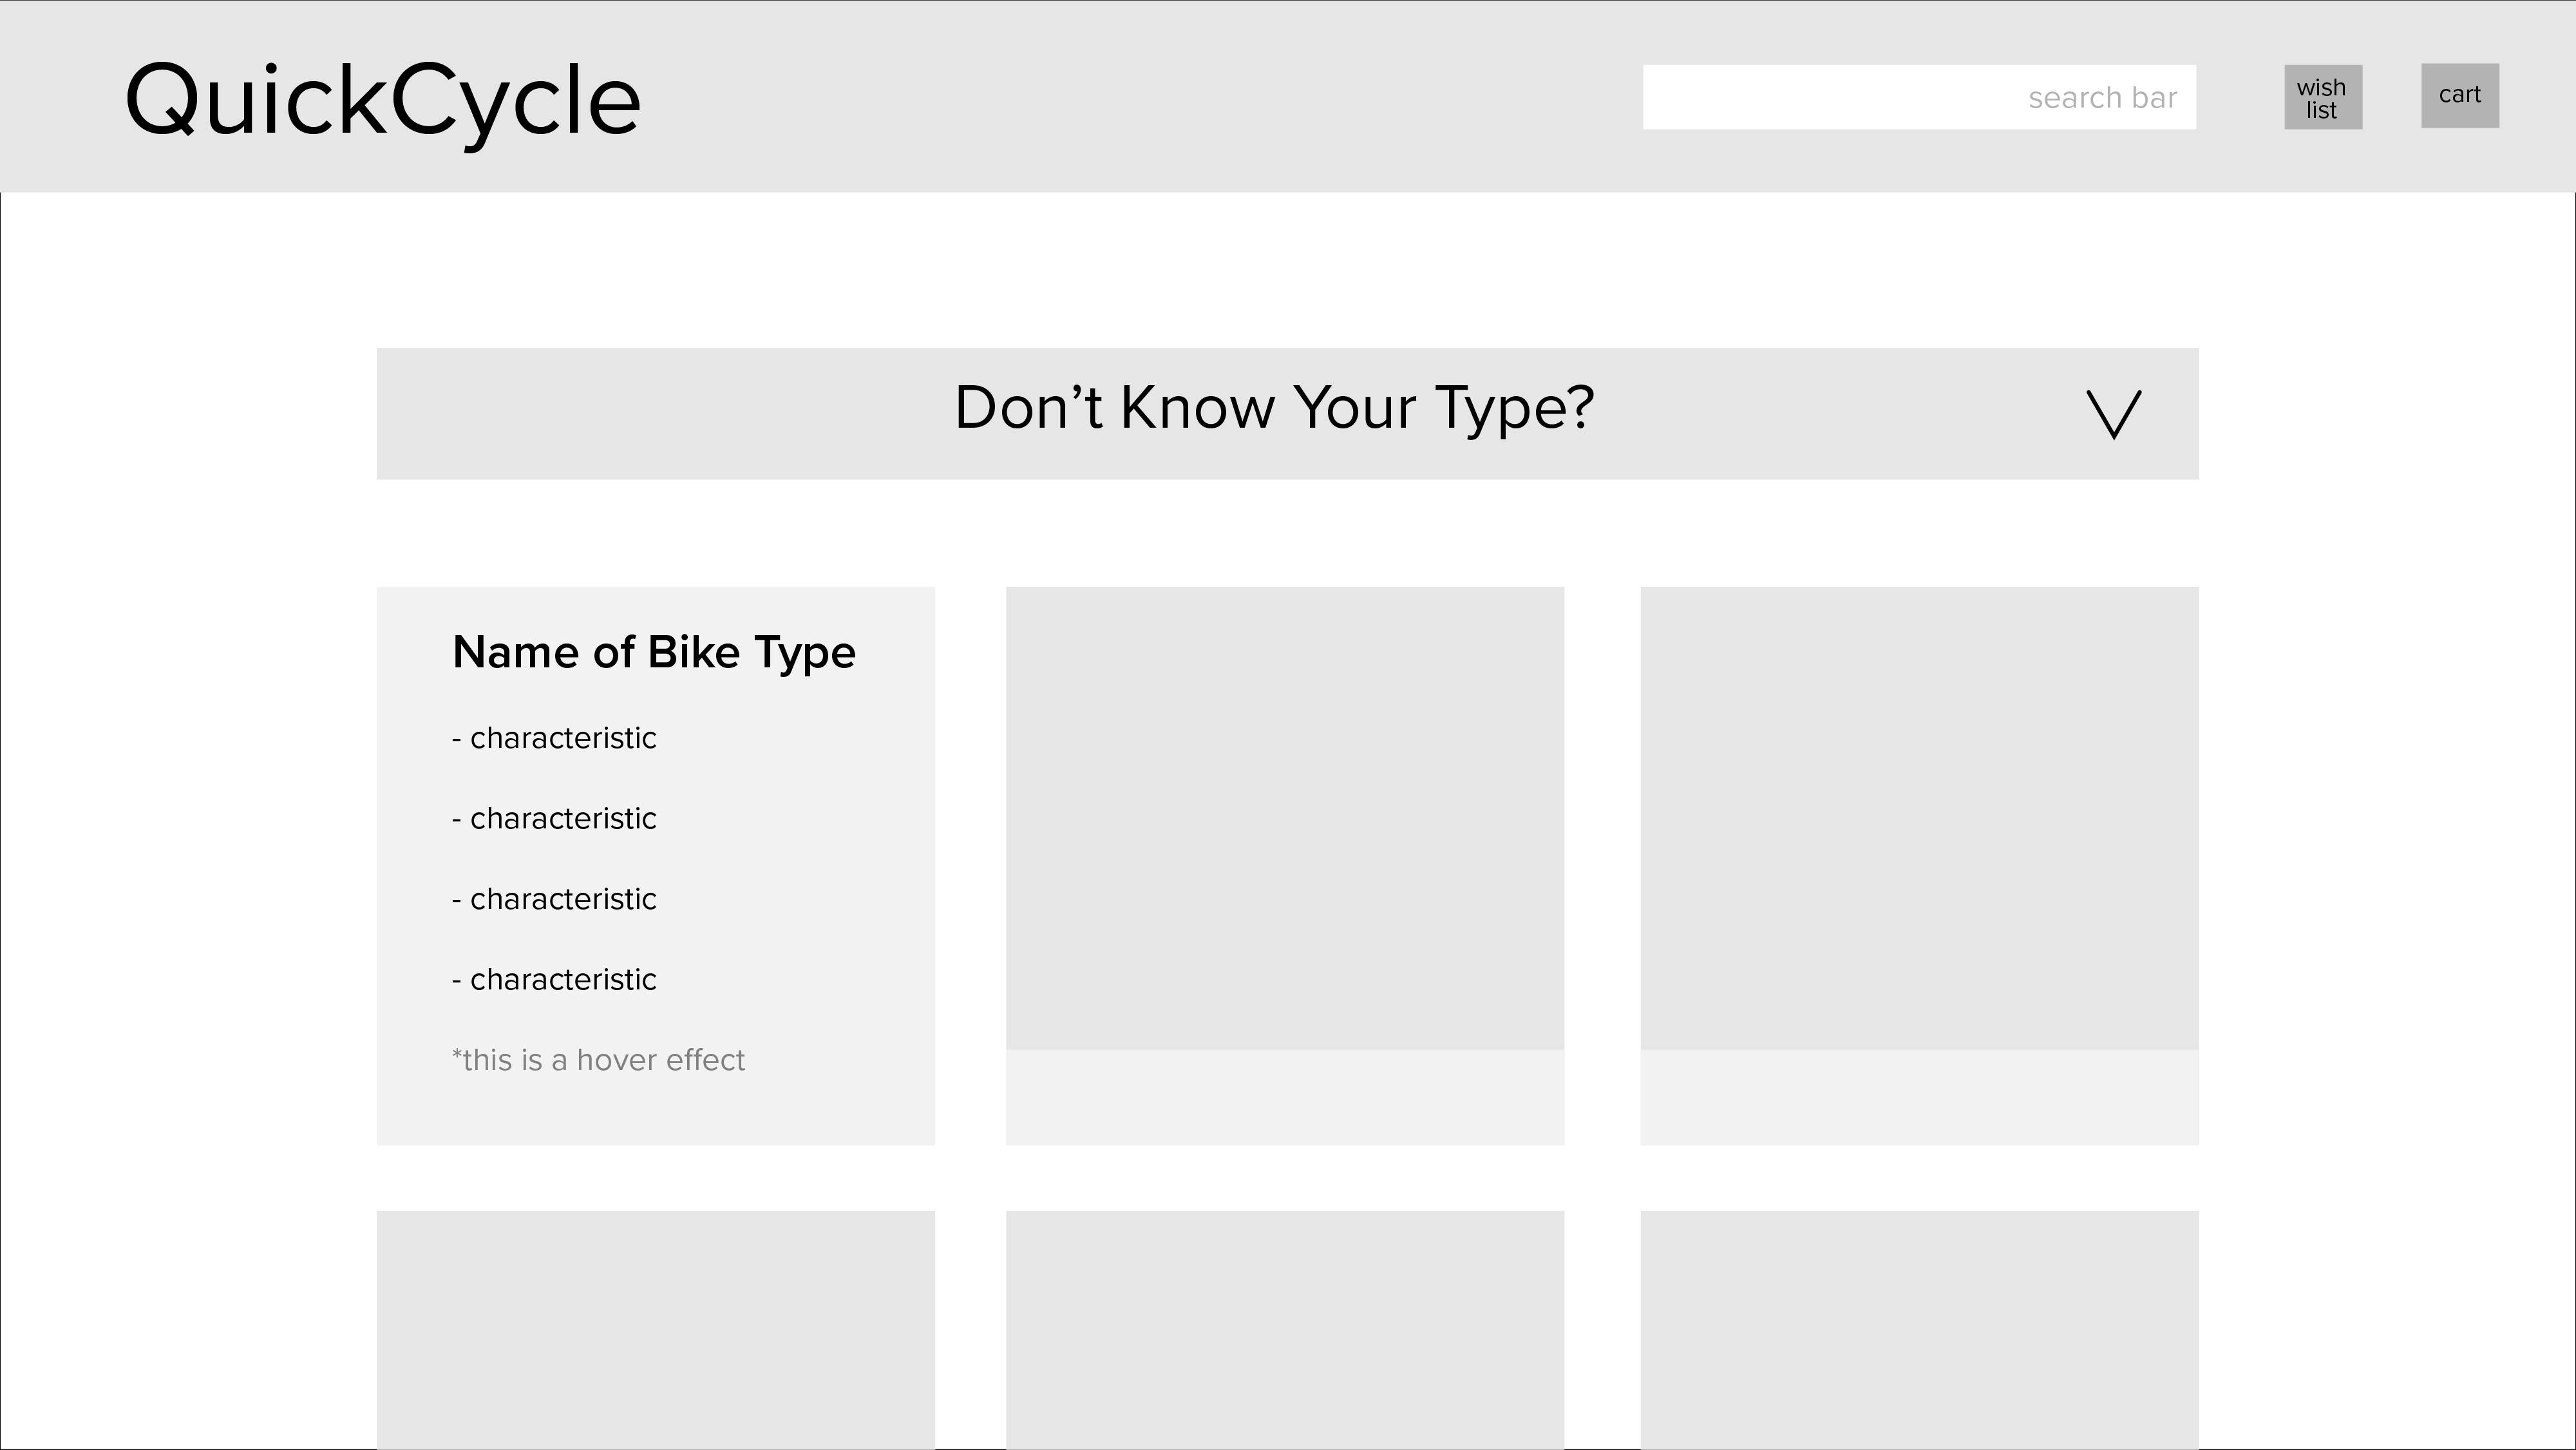 QuickCycle
search bar
wish
list
cart
Don’t Know Your Type?
Name of Bike Type
- characteristic
- characteristic
- characteristic
- characteristic
*this is a hover effect